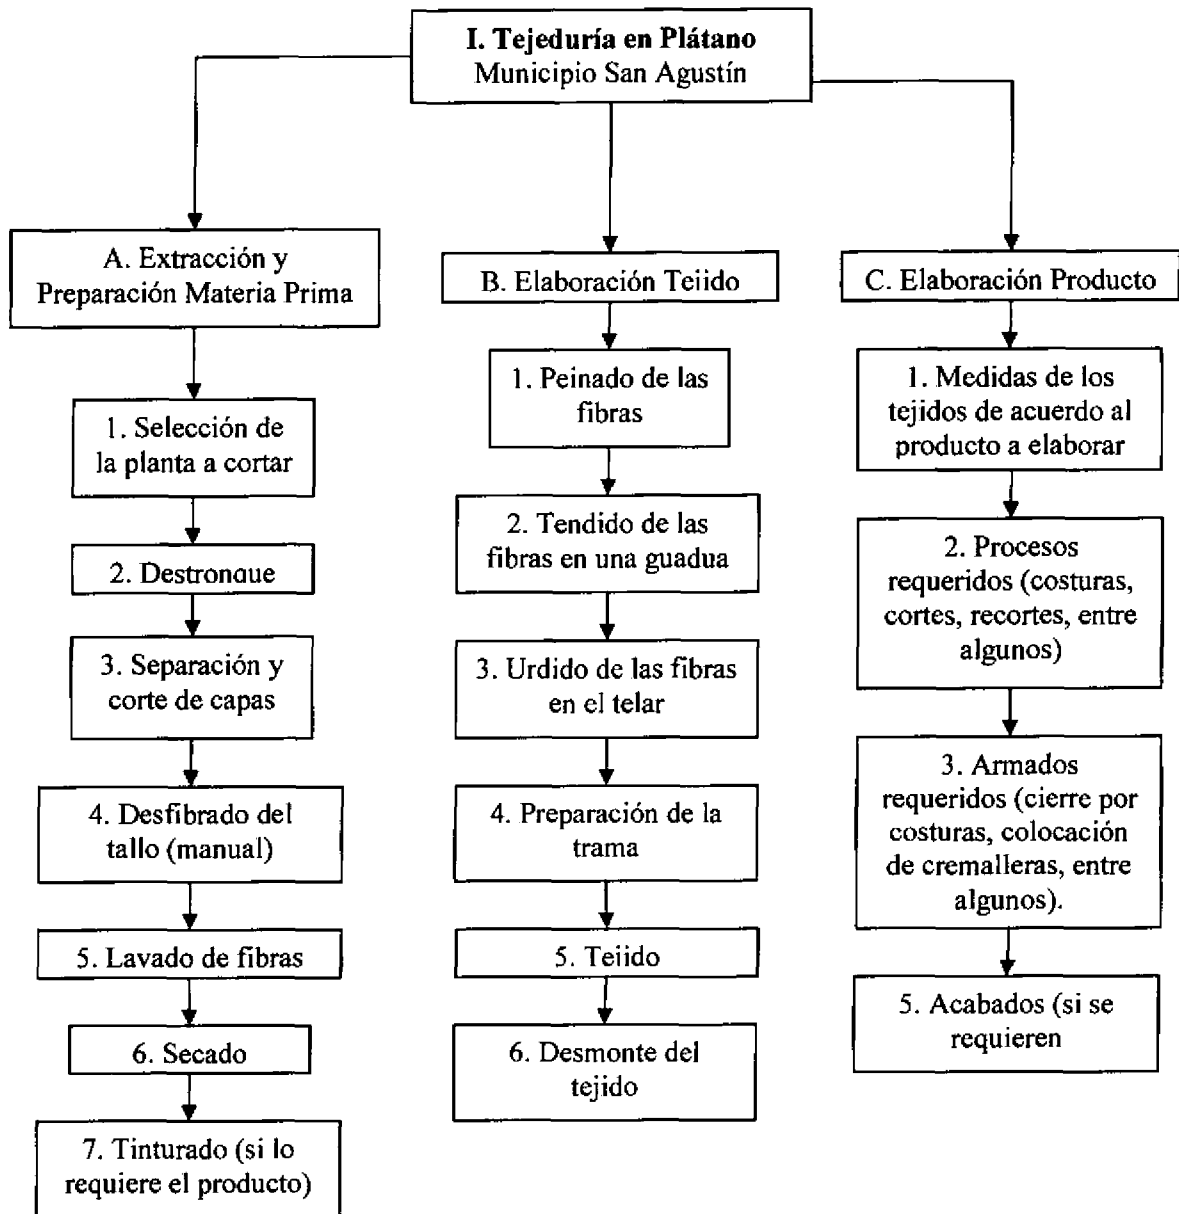 I. Tejeduría en Plátano
Municipio San Agustín
A. Extracción y
Preparación Materia Prima
1. Selección de
la planta a cortar
2. Destronque
3. Separación y
corte de capas
4. Desfibrado del
tallo (manual)
5. Lavado de fibras
6. Secado
7. Tinturado (si lo
requiere el producto)
B. Elaboración Tejido
1. Peinado de las
fibras
2. Tendido de las
fibras en una guadua
3. Urdido de las fibras
en el telar
4. Preparación de la
trama
5. Tejido
6. Desmonte del
tejido
C. Elaboración Producto
1. Medidas de los
tejidos de acuerdo al
producto a elaborar
2. Procesos
requeridos (costuras,
cortes, recortes, entre
algunos)
3. Armados
requeridos (cierre por
costuras, colocación
de cremalleras, entre
algunos).
5. Acabados (si se
requieren